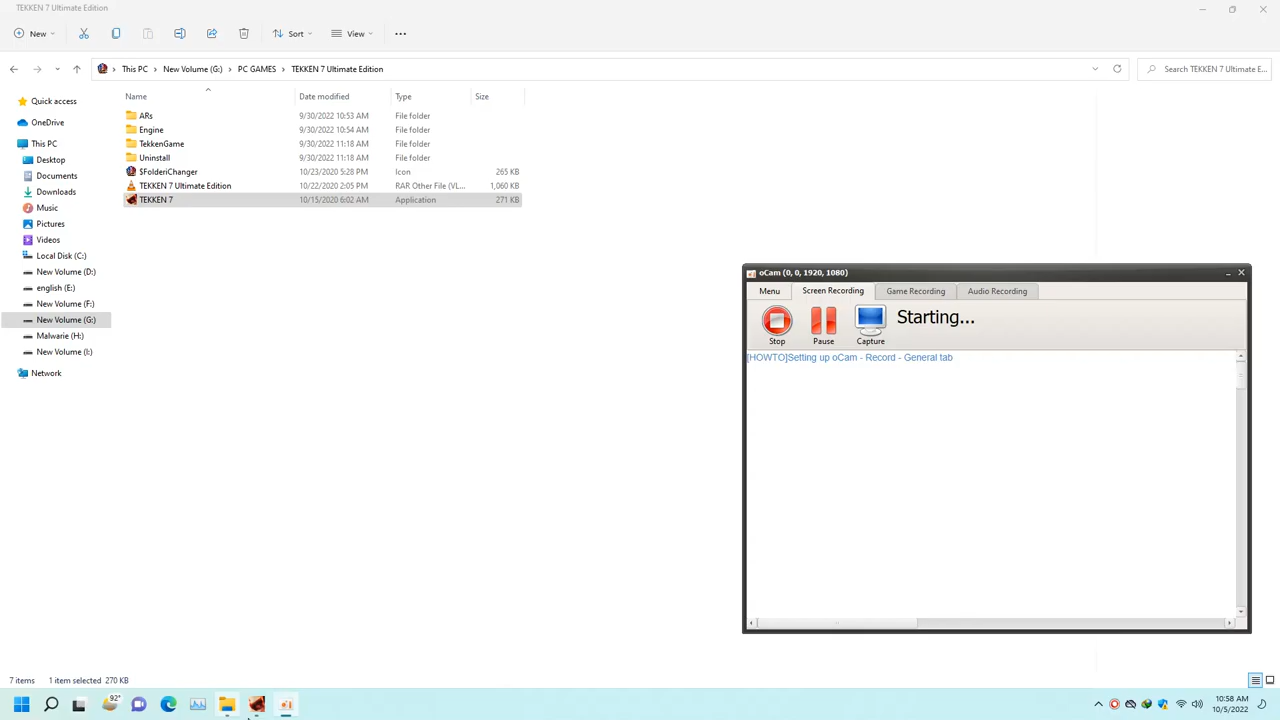 TEKKEN 7 Ultimate Edition
New Sort View
This PC New Volume (G:) PC GAMES TEKKEN 7 Ultimate Edition Search TEKKEN 7 Ultimate E...
Name Date modified Type Size
Quick access
OneDrive
This PC
Desktop
Documents
Downloads
Music
Pictures
Videos
Local Disk (C:)
New Volume (D:)
english (E:)
New Volume (F:)
New Volume (G:)
Malwarie (H:)
New Volume (I:)
Network
ARs 9/30/2022 10:53 AM File folder
Engine 9/30/2022 10:54 AM File folder
TekkenGame 9/30/2022 11:18 AM File folder
Uninstall 9/30/2022 11:18 AM File folder
$FolderiChanger 10/23/2020 5:28 PM Icon 265 KB
TEKKEN 7 Ultimate Edition 10/22/2020 2:05 PM RAR Other File (VL... 1,060 KB
TEKKEN 7 10/15/2020 6:02 AM Application 271 KB
oCam (0, 0, 1920, 1080)
Menu Screen Recording Game Recording Audio Recording
Starting...
Stop Pause Capture
[HOWTO]Setting up oCam - Record - General tab
7 items 1 item selected 270 KB
92°
10:58 AM
10/5/2022